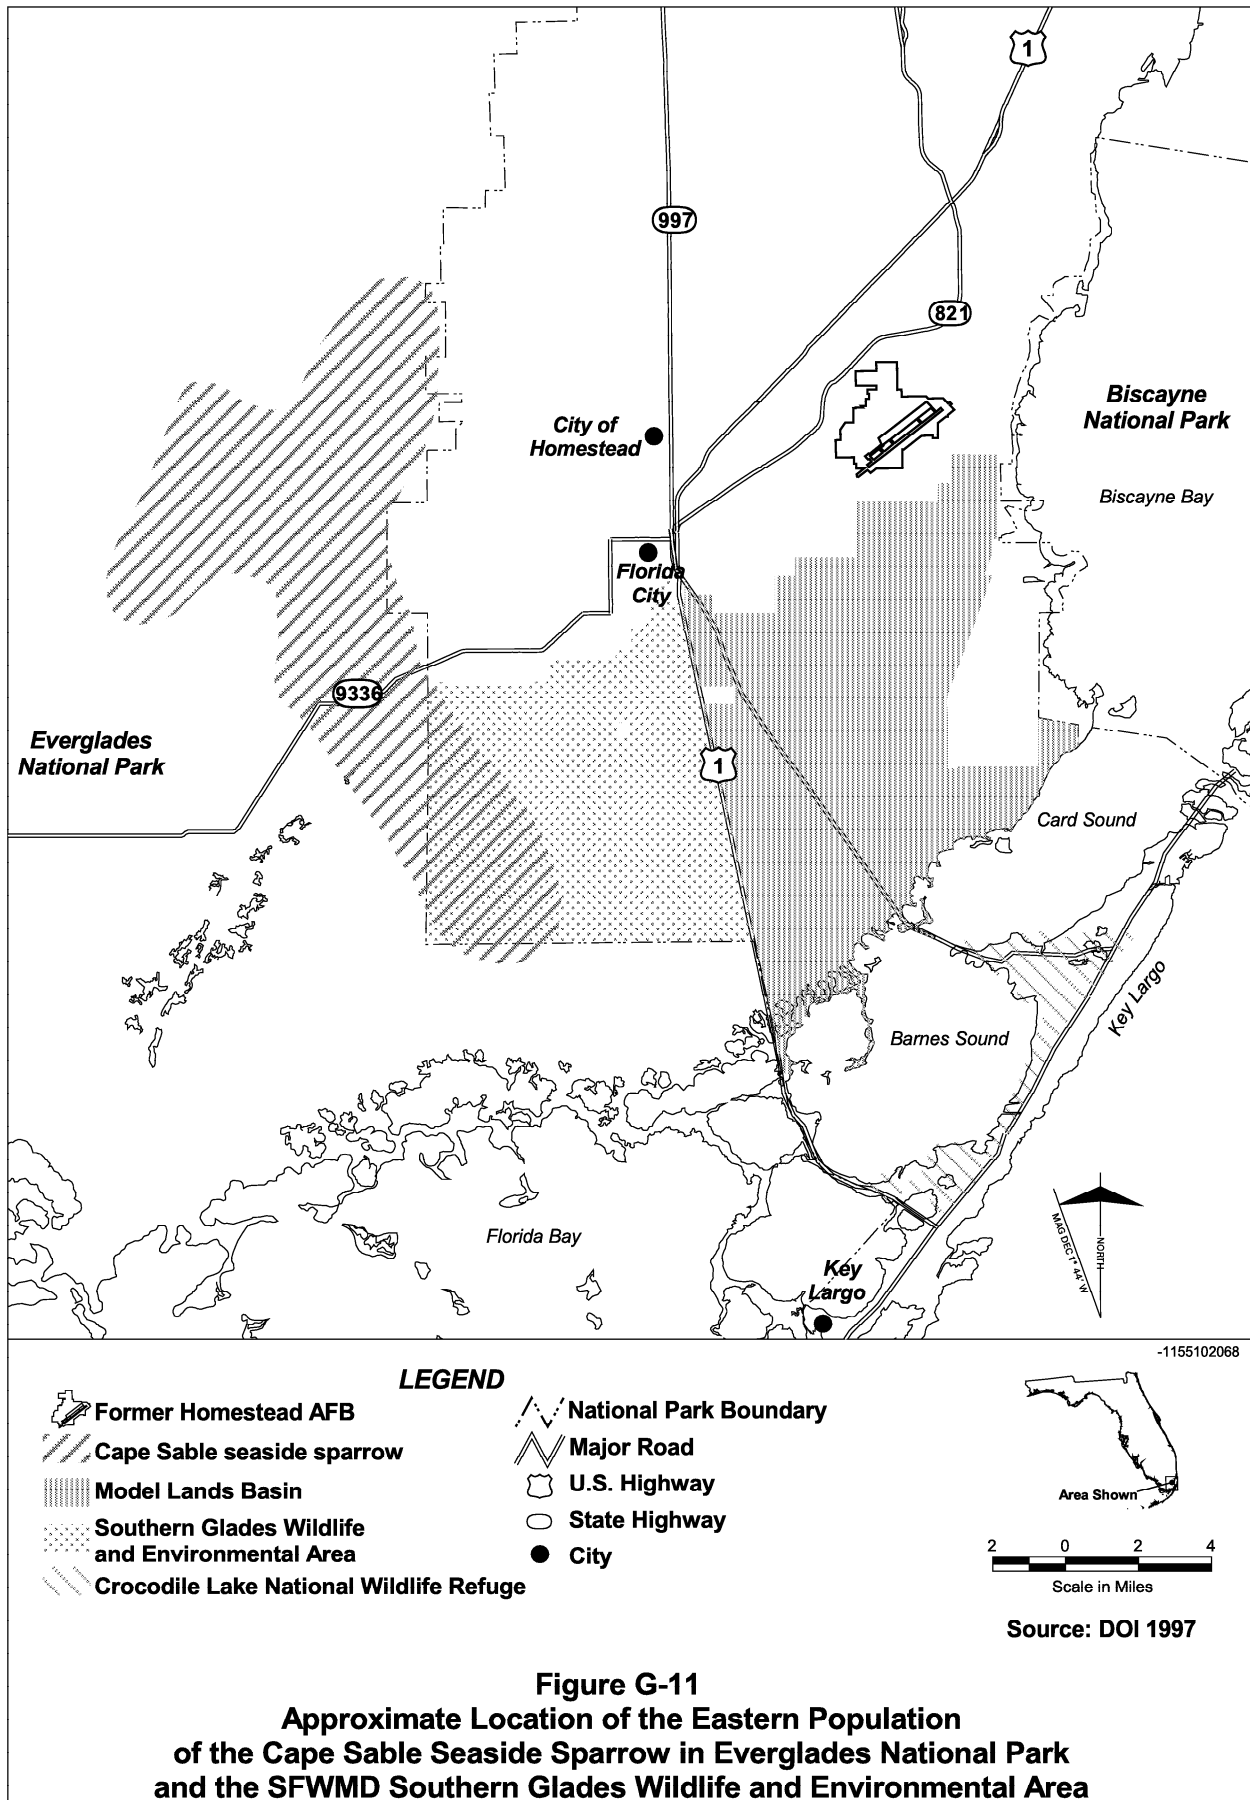 1
997
821
Biscayne
National Park
City of
Homestead
Biscayne Bay
Florida
City
9336
Everglades
National Park
1
Card Sound
Key Largo
Barnes Sound
Florida Bay
Key
Largo
MAG DEC 1° 44' W
NORTH
-1155102068
LEGEND
Former Homestead AFB
Cape Sable seaside sparrow
Model Lands Basin
Southern Glades Wildlife
and Environmental Area
Crocodile Lake National Wildlife Refuge
National Park Boundary
Major Road
U.S. Highway
State Highway
City
Area Shown
2 0 2 4
Scale in Miles
Source: DOI 1997
Figure G-11
Approximate Location of the Eastern Population
of the Cape Sable Seaside Sparrow in Everglades National Park
and the SFWMD Southern Glades Wildlife and Environmental Area